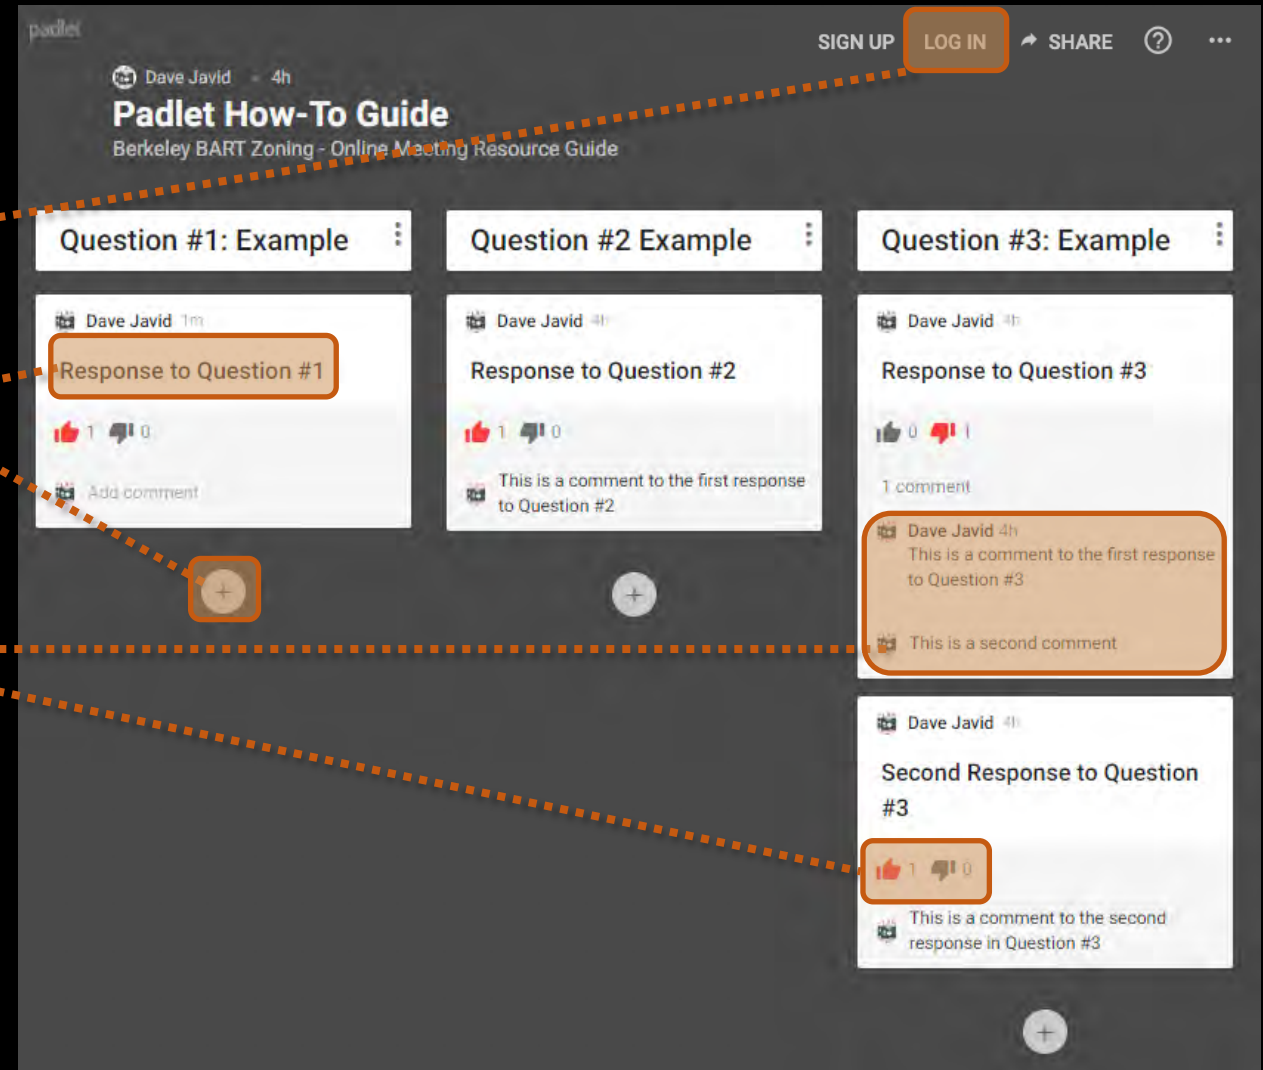 padlet
SIGN UP LOG IN SHARE ?
Dave Javid - 4h
Padlet How-To Guide
Berkeley BART Zoning - Online Meeting Resource Guide
Question #1: Example
Dave Javid 1m
Response to Question #1
1 0
Add comment
Question #2 Example
Dave Javid 4h
Response to Question #2
1 0
This is a comment to the first response
to Question #2
Question #3: Example
Dave Javid 4h
Response to Question #3
0 1
1 comment
Dave Javid 4h
This is a comment to the first response
to Question #3
This is a second comment
Dave Javid 4h
Second Response to Question
#3
1 0
This is a comment to the second
response in Question #3